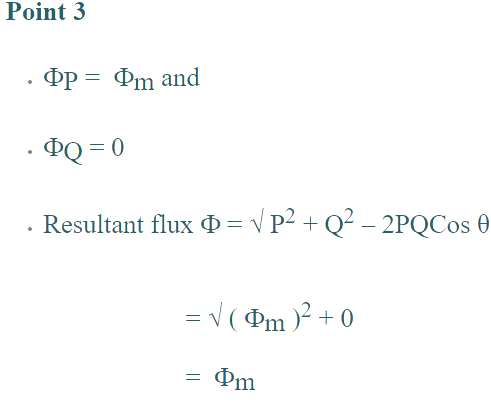 Point 3
• Φp = Φm and
• ΦQ = 0
• Resultant flux Φ = √ P² + Q² – 2PQCos θ
= √ ( Φm )² + 0
= Φm